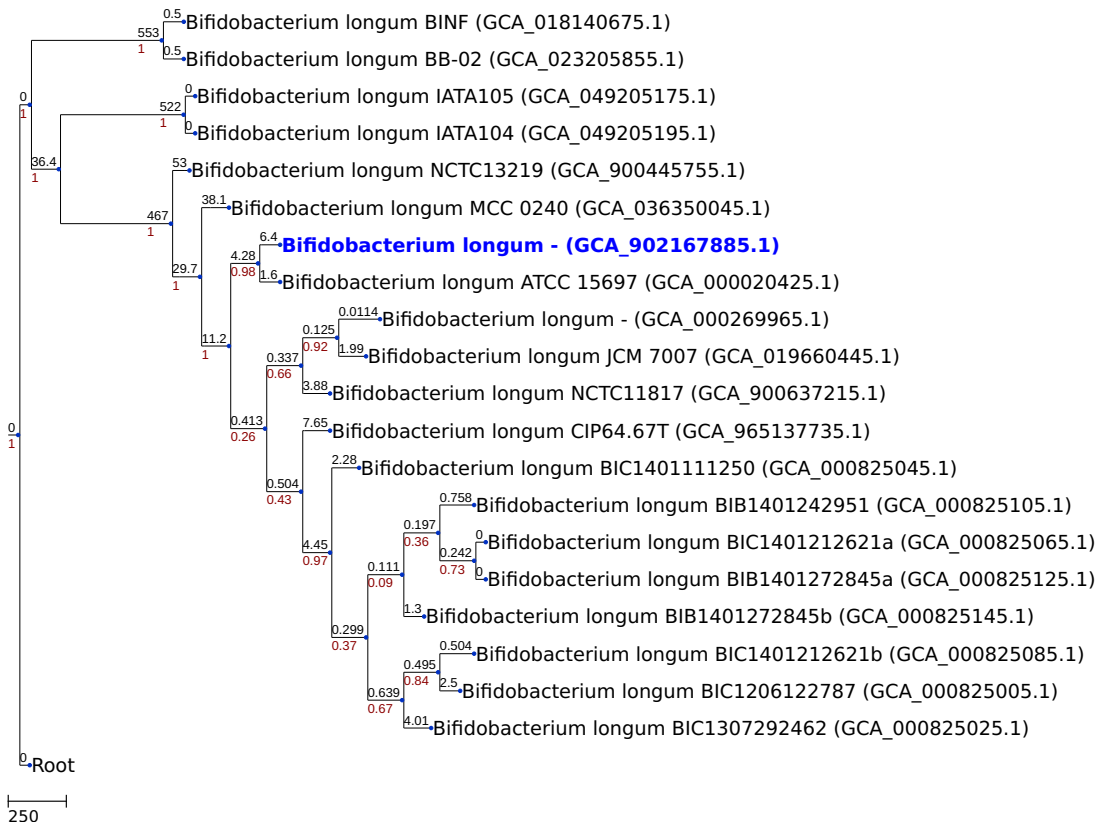 0.5
Bifidobacterium longum BINF (GCA_018140675.1)
553
1
0.5
Bifidobacterium longum BB-02 (GCA_023205855.1)
0
1
0
Bifidobacterium longum IATA105 (GCA_049205175.1)
522
1
0
Bifidobacterium longum IATA104 (GCA_049205195.1)
36.4
1
53
Bifidobacterium longum NCTC13219 (GCA_900445755.1)
467
1
38.1
Bifidobacterium longum MCC 0240 (GCA_036350045.1)
29.7
1
6.4
Bifidobacterium longum - (GCA_902167885.1)
4.28
0.98
1.6
Bifidobacterium longum ATCC 15697 (GCA_000020425.1)
11.2
1
0.0114
Bifidobacterium longum - (GCA_000269965.1)
0.125
0.92
1.99
Bifidobacterium longum JCM 7007 (GCA_019660445.1)
0.337
0.66
3.88
Bifidobacterium longum NCTC11817 (GCA_900637215.1)
0.413
0.26
7.65
Bifidobacterium longum CIP64.67T (GCA_965137735.1)
0
1
0.504
0.43
2.28
Bifidobacterium longum BIC1401111250 (GCA_000825045.1)
4.45
0.97
0.758
Bifidobacterium longum BIB1401242951 (GCA_000825105.1)
0.197
0.36
0
Bifidobacterium longum BIC1401212621a (GCA_000825065.1)
0.242
0.73
0
Bifidobacterium longum BIB1401272845a (GCA_000825125.1)
0.111
0.09
1.3
Bifidobacterium longum BIB1401272845b (GCA_000825145.1)
0.299
0.37
0.504
Bifidobacterium longum BIC1401212621b (GCA_000825085.1)
0.495
0.84
2.5
Bifidobacterium longum BIC1206122787 (GCA_000825005.1)
0.639
0.67
4.01
Bifidobacterium longum BIC1307292462 (GCA_000825025.1)
0
Root
250